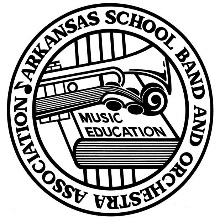 ARKANSAS SCHOOL BAND AND ORCHESTRA ASSOCIATION
MUSIC
EDUCATION